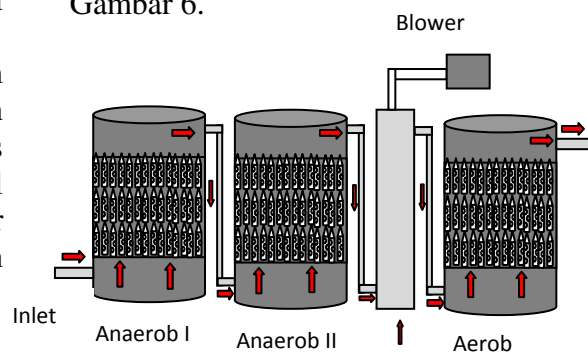 Gambar 6.
Blower
Inlet
Anaerob I
Anaerob II
Aerob